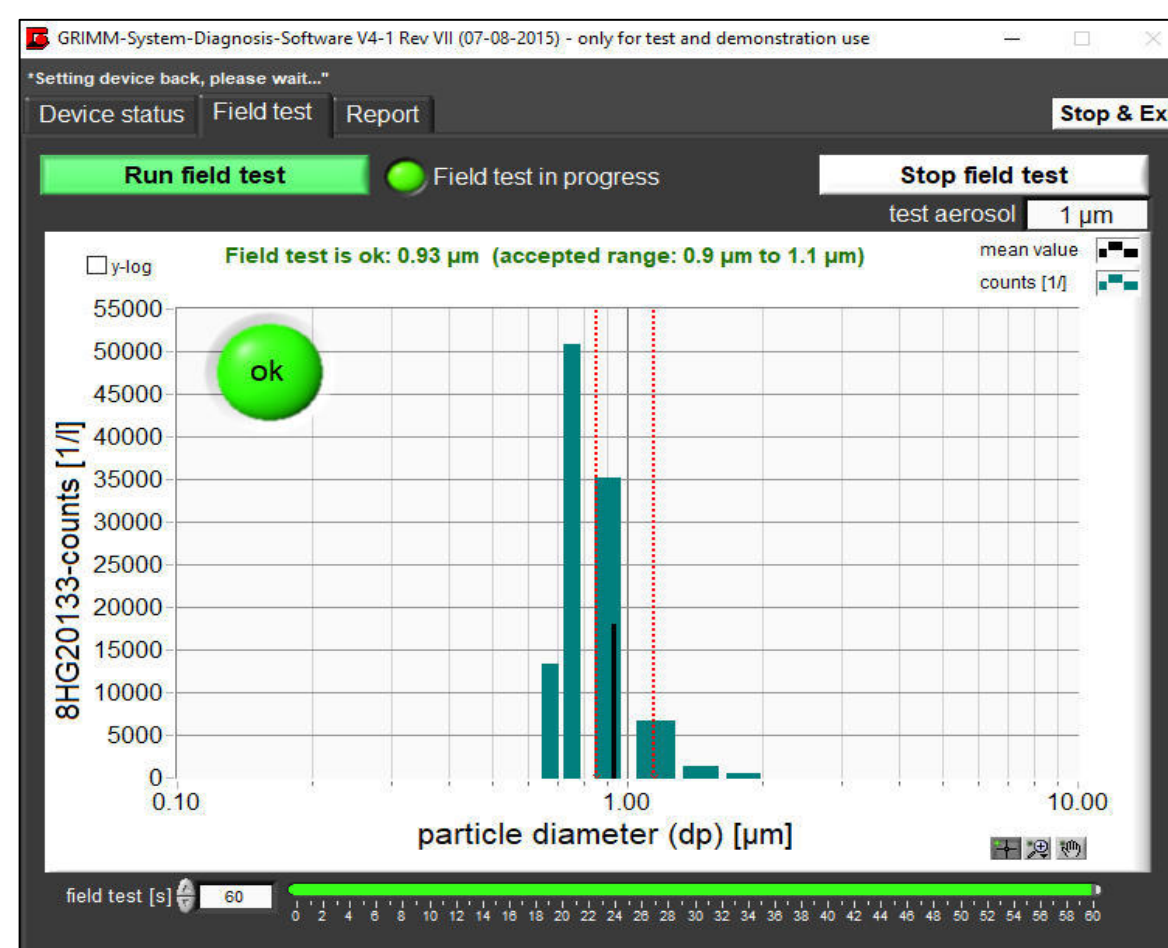 GRIMM-System-Diagnosis-Software V4-1 Rev VII (07-08-2015) - only for test and demonstration use
"Setting device back, please wait..."
Device status Field test Report Stop & Ex
Run field test Field test in progress Stop field test
test aerosol 1 µm
Field test is ok: 0.93 µm (accepted range: 0.9 µm to 1.1 µm)
mean value
y-log
counts [1/l]
ok
55000
50000
45000
40000
35000
30000
25000
20000
15000
10000
5000
0
8HG20133-counts [1/l]
0.10 1.00 10.00
particle diameter (dp) [µm]
field test [s] 60
0 2 4 6 8 10 12 14 16 18 20 22 24 26 28 30 32 34 36 38 40 42 44 46 48 50 52 54 56 58 60